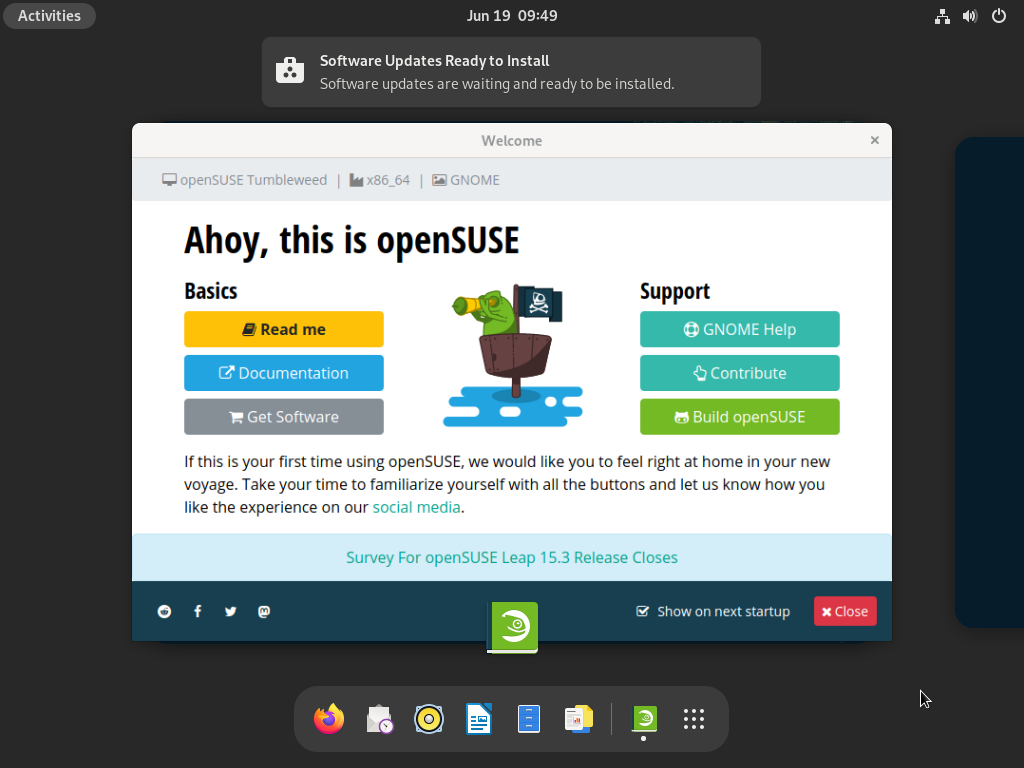 Activities
Jun 19 09:49
Software Updates Ready to Install
Software updates are waiting and ready to be installed.
Welcome
×
openSUSE Tumbleweed | x86_64 | GNOME
Ahoy, this is openSUSE
Basics
Read me
Documentation
Get Software
Support
GNOME Help
Contribute
Build openSUSE
If this is your first time using openSUSE, we would like you to feel right at home in your new
voyage. Take your time to familiarize yourself with all the buttons and let us know how you
like the experience on our social media.
Survey For openSUSE Leap 15.3 Release Closes
Show on next startup
Close